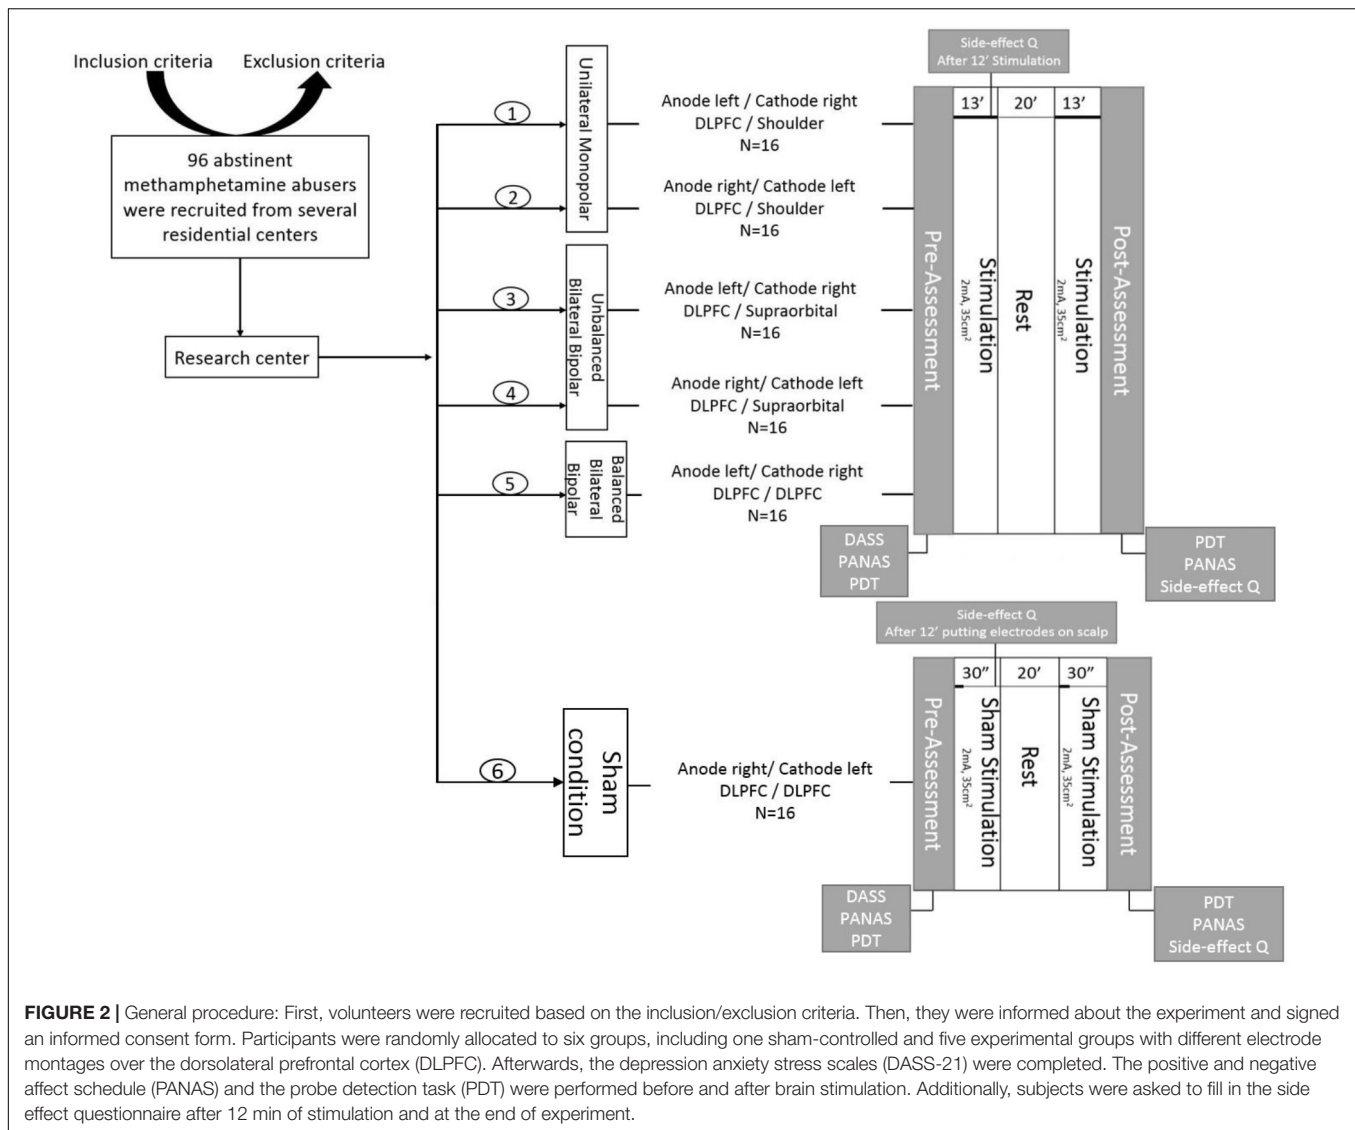 Inclusion criteria
Exclusion criteria
96 abstinent
methamphetamine abusers
were recruited from several
residential centers
Research center
1
2
3
4
5
6
Unilateral Monopolar
Unbalanced
Bilateral Bipolar
Balanced
Bilateral
Bipolar
Sham
condition
Anode left / Cathode right
DLPFC / Shoulder
N=16
Anode right/ Cathode left
DLPFC / Shoulder
N=16
Anode left/ Cathode right
DLPFC / Supraorbital
N=16
Anode right/ Cathode left
DLPFC / Supraorbital
N=16
Anode left/ Cathode right
DLPFC / DLPFC
N=16
Anode right/ Cathode left
DLPFC / DLPFC
N=16
Side-effect Q
After 12’ Stimulation
13’
20’
13’
Pre-Assessment
Stimulation
2mA, 35cm²
Rest
Stimulation
2mA, 35cm²
Post-Assessment
DASS
PANAS
PDT
PDT
PANAS
Side-effect Q
Side-effect Q
After 12’ putting electrodes on scalp
30”
20’
30”
Pre-Assessment
Sham Stimulation
2mA, 35cm²
Rest
Sham Stimulation
2mA, 35cm²
Post-Assessment
DASS
PANAS
PDT
PDT
PANAS
Side-effect Q
FIGURE 2 | General procedure: First, volunteers were recruited based on the inclusion/exclusion criteria. Then, they were informed about the experiment and signed
an informed consent form. Participants were randomly allocated to six groups, including one sham-controlled and five experimental groups with different electrode
montages over the dorsolateral prefrontal cortex (DLPFC). Afterwards, the depression anxiety stress scales (DASS-21) were completed. The positive and negative
affect schedule (PANAS) and the probe detection task (PDT) were performed before and after brain stimulation. Additionally, subjects were asked to fill in the side
effect questionnaire after 12 min of stimulation and at the end of experiment.